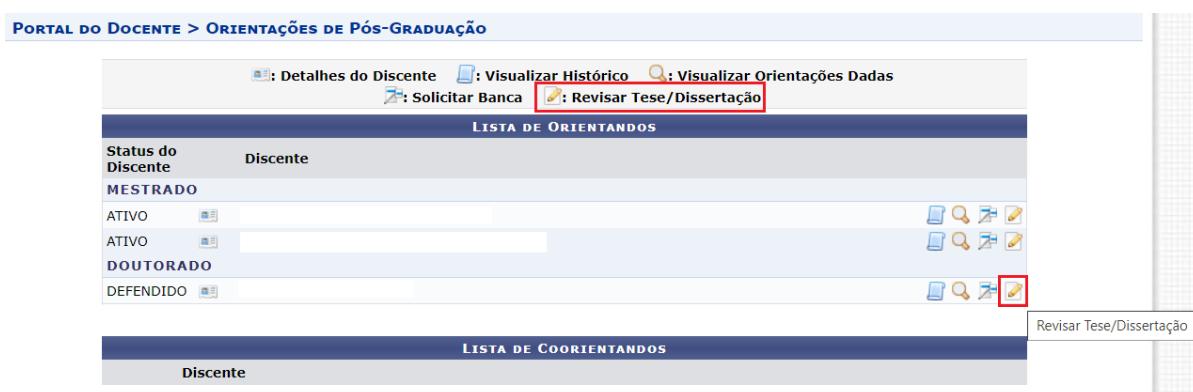 PORTAL DO DOCENTE > ORIENTAÇÕES DE PÓS-GRADUAÇÃO
: Detalhes do Discente : Visualizar Histórico : Visualizar Orientações Dadas
: Solicitar Banca : Revisar Tese/Dissertação
LISTA DE ORIENTANDOS
Status do Discente Discente
MESTRADO
ATIVO
ATIVO
DOUTORADO
DEFENDIDO
Revisar Tese/Dissertação
LISTA DE COORIENTANDOS
Discente